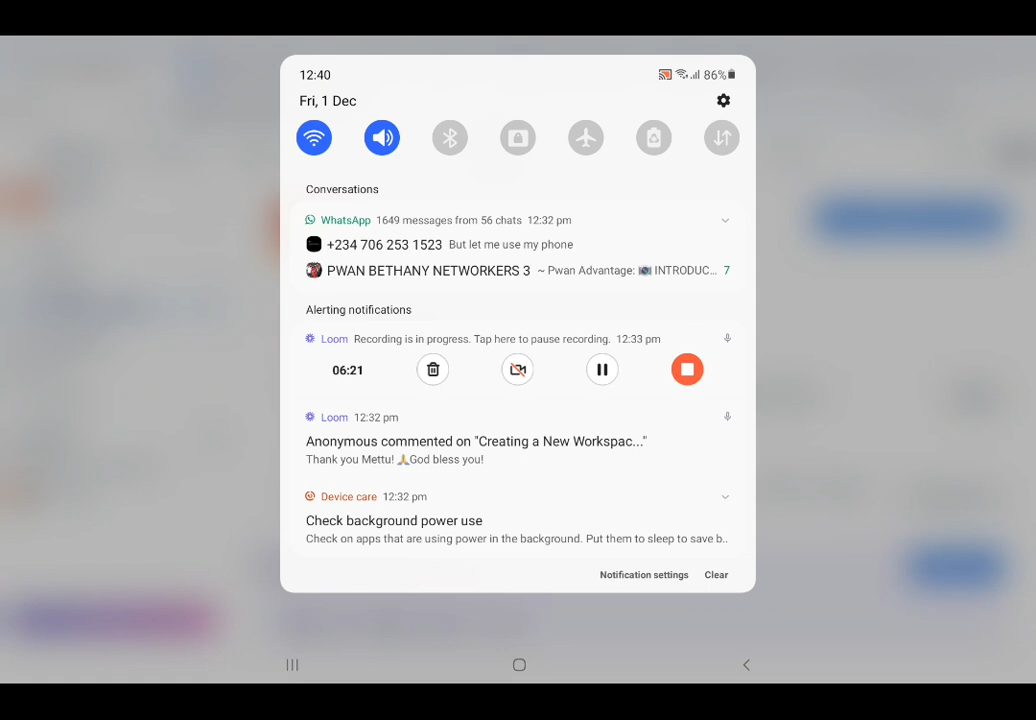 12:40 86%
Fri, 1 Dec
Conversations
WhatsApp 1649 messages from 56 chats 12:32 pm
+234 706 253 1523 But let me use my phone
PWAN BETHANY NETWORKERS 3 ~ Pwan Advantage: 📷 INTRODUC... 7
Alerting notifications
Loom Recording is in progress. Tap here to pause recording. 12:33 pm
06:21
Loom 12:32 pm
Anonymous commented on "Creating a New Workspac..."
Thank you Mettu! 🙏God bless you!
Device care 12:32 pm
Check background power use
Check on apps that are using power in the background. Put them to sleep to save b..
Notification settings Clear